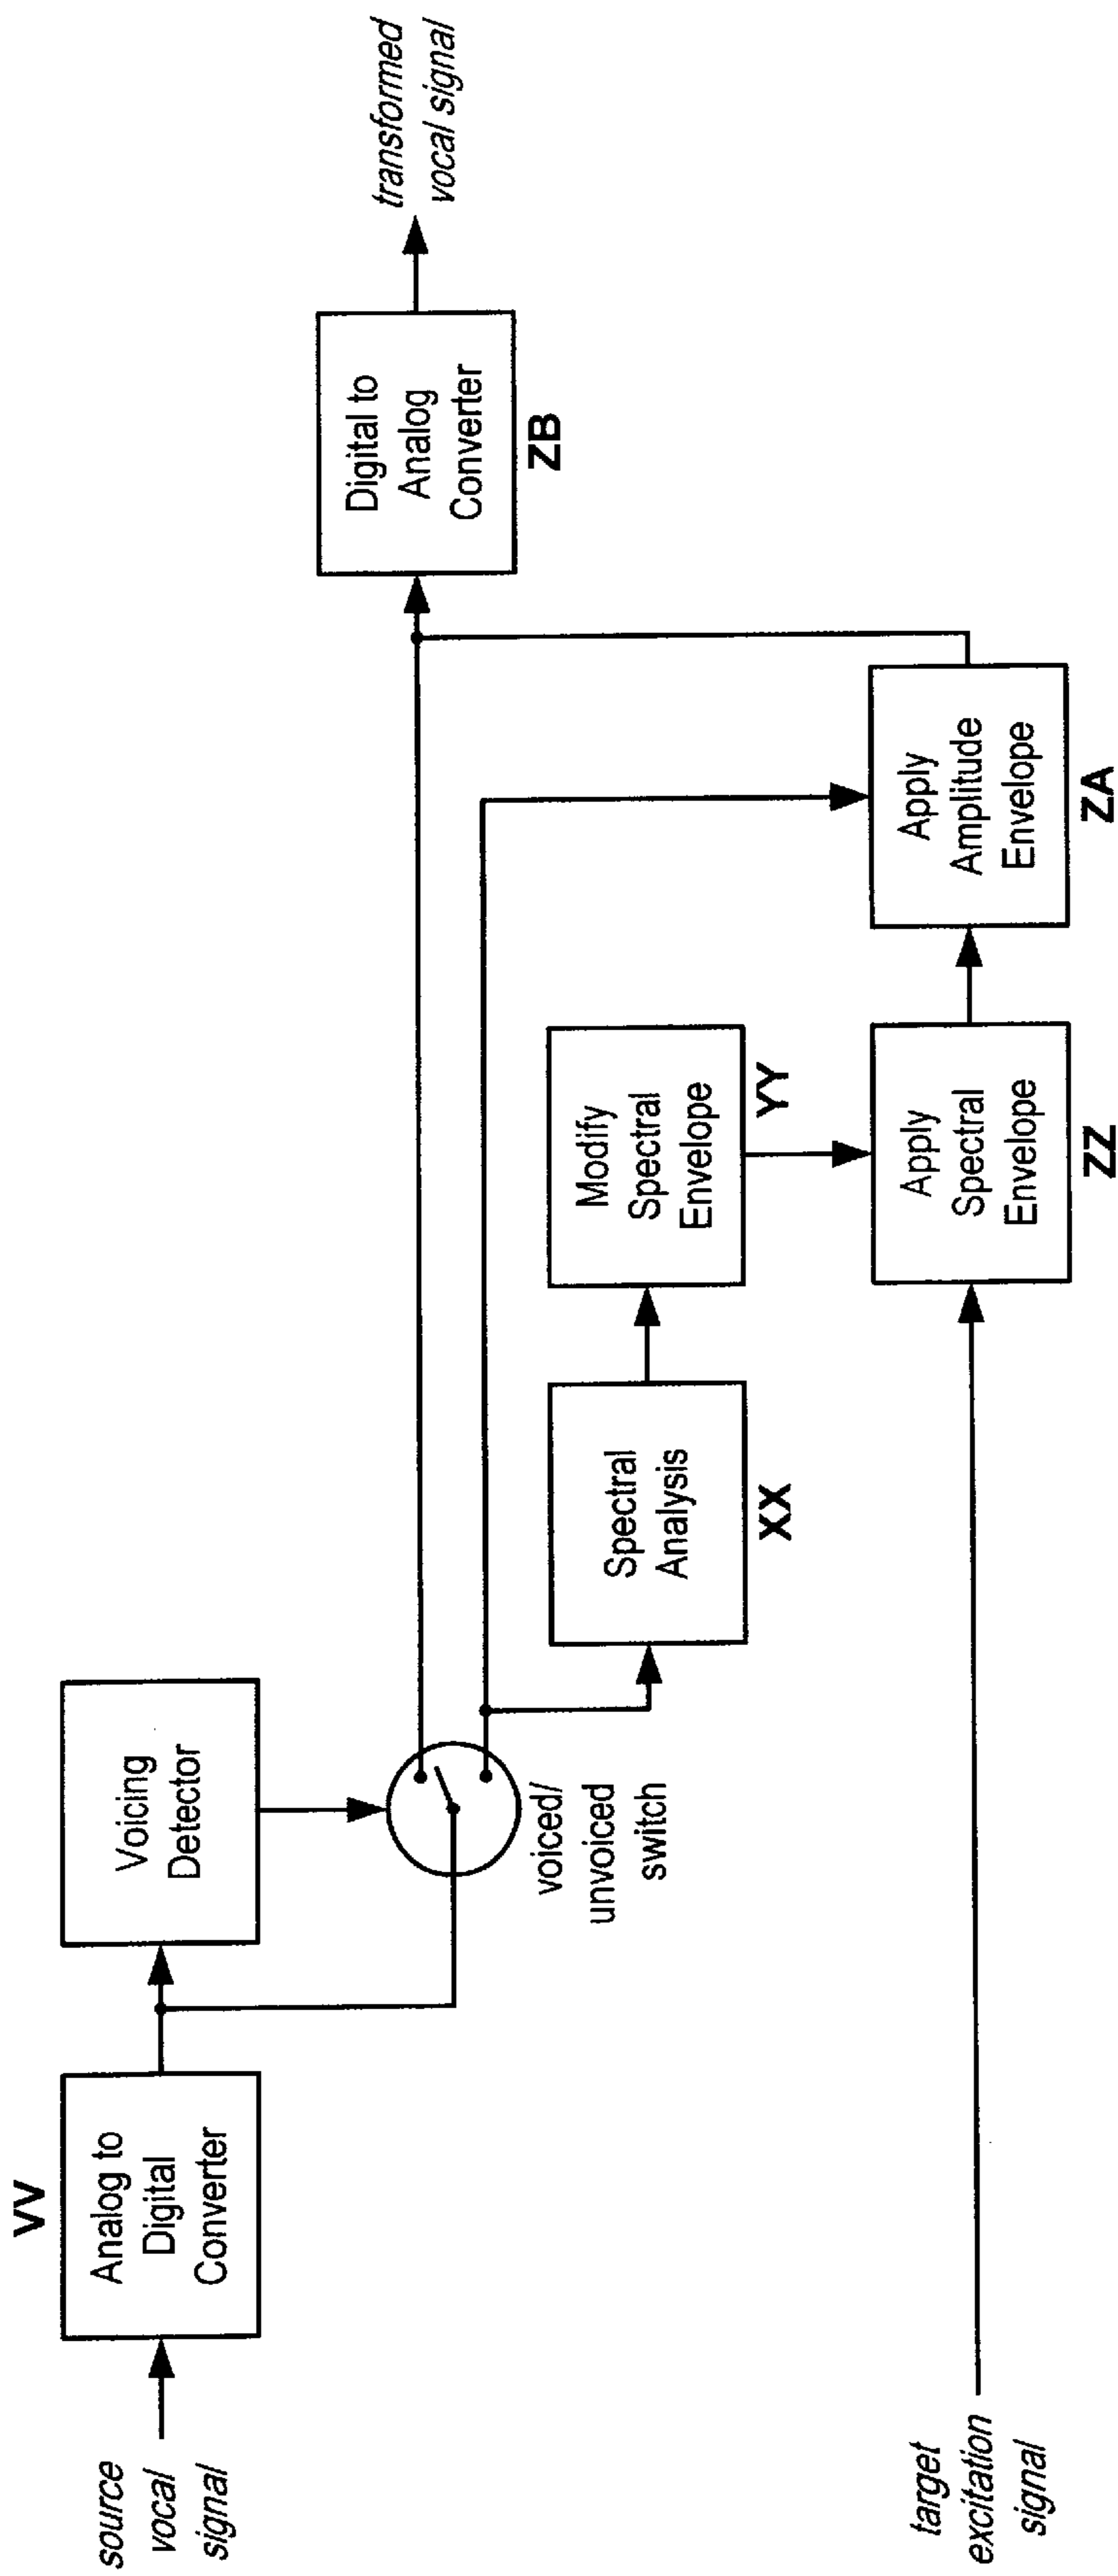 source
vocal
signal
VV
Analog to
Digital
Converter
Voicing
Detector
voiced/
unvoiced
switch
Spectral
Analysis
XX
Modify
Spectral
Envelope
YY
target
excitation
signal
Apply
Spectral
Envelope
ZZ
Apply
Amplitude
Envelope
ZA
Digital to
Analog
Converter
ZB
transformed
vocal signal